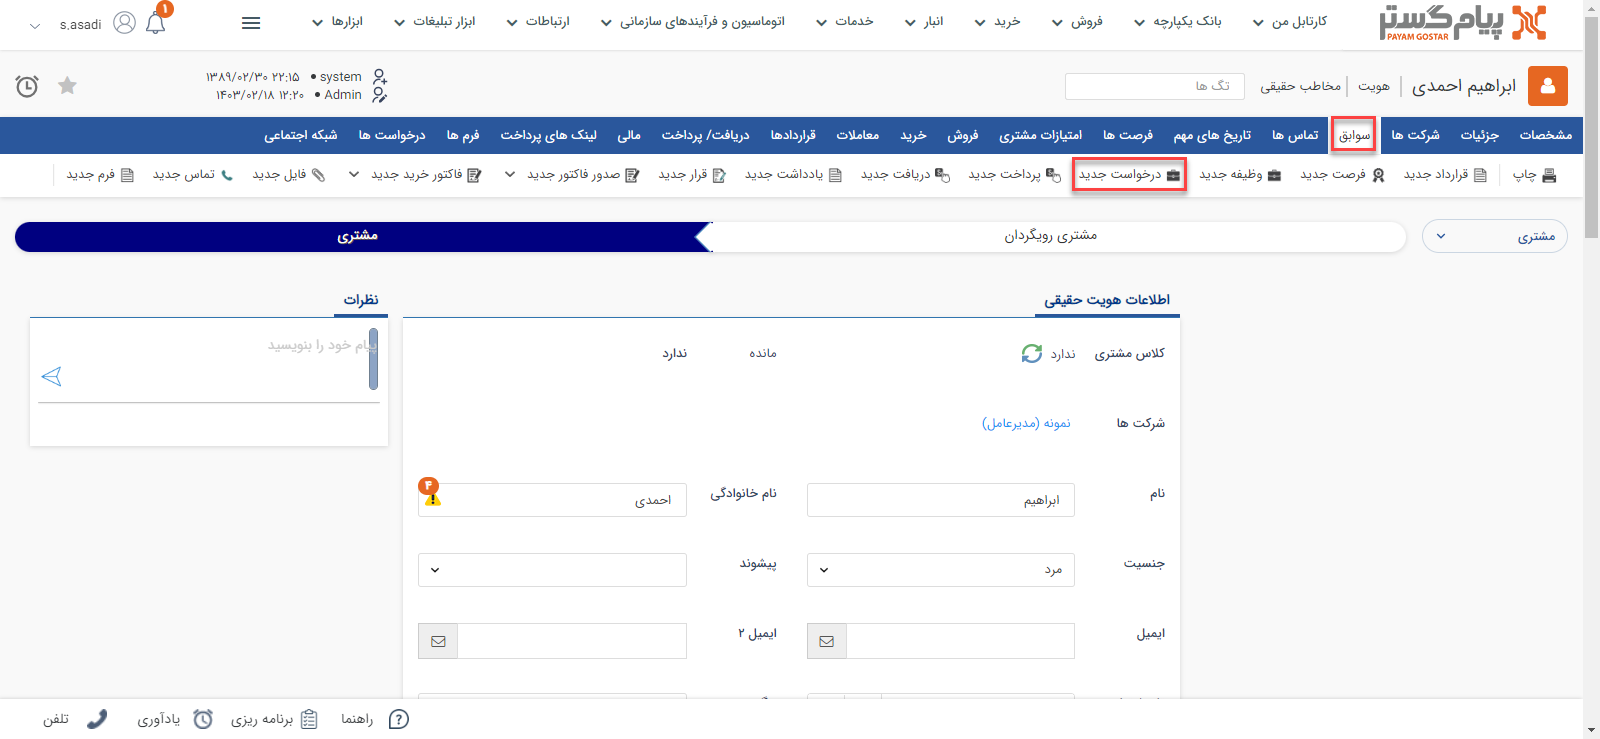 پیام گستر PAYAM GOSTAR کارتابل من بانک یکپارچه فروش خرید انبار خدمات اتوماسیون و فرآیندهای سازمانی ارتباطات ابزار تبلیغات ابزارها ۱ s.asadi
ابراهیم احمدی هویت مخاطب حقیقی تگ ها
system • ۱۳۸۹/۰۲/۳۰ ۲۲:۱۵
Admin • ۱۴۰۳/۰۲/۱۸ ۱۲:۲۰
مشخصات جزئیات شرکت ها سوابق تماس ها تاریخ های مهم فرصت ها امتیازات مشتری فروش خرید معاملات قراردادها دریافت/ پرداخت مالی لینک های پرداخت فرم ها درخواست ها شبکه اجتماعی
چاپ قرارداد جدید فرصت جدید وظیفه جدید درخواست جدید پرداخت جدید دریافت جدید یادداشت جدید قرار جدید صدور فاکتور جدید فاکتور خرید جدید فایل جدید تماس جدید فرم جدید
مشتری مشتری رویگردان مشتری
اطلاعات هویت حقیقی نظرات
کلاس مشتری ندارد مانده ندارد
پیام خود را بنویسید
شرکت ها نمونه (مدیرعامل)
نام ابراهیم نام خانوادگی احمدی ۴
جنسیت مرد پیشوند
ایمیل ایمیل ۲
راهنما برنامه ریزی یادآوری تلفن